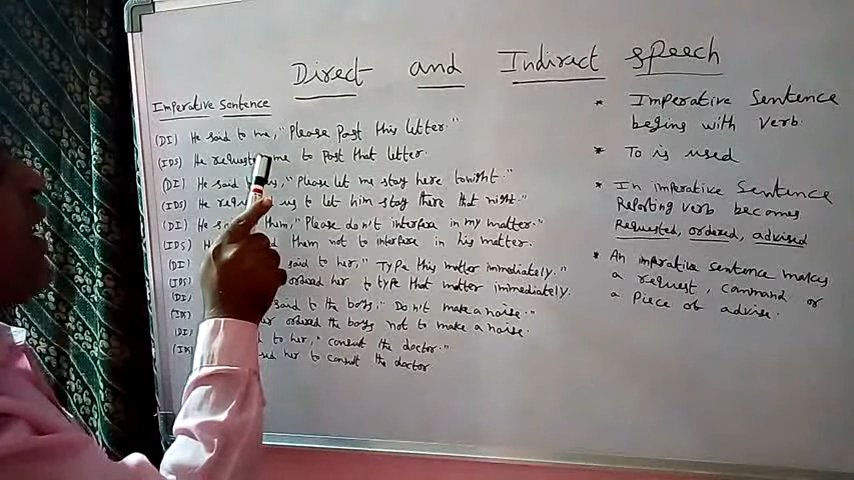 Direct and Indirect speech
Imperative Sentence
(DI) He said to me, "Please Post this letter."
(IDS) He requested me to post that letter.
(DI) He said us, "Please let me stay here tonight."
(IDS) He us to let him stay there that night.
(DI) He them, "Please don't interfere in my matter."
(IDS) them not to interfere in his matter.
(DI) said to her, "Type this matter immediately."
(IDS) ordered her to type that matter immediately.
(DI) said to the boys, "Don't make a noise."
(IDS) ordered the boys not to make a noise.
(DI) to her, "consult the doctor."
her to consult the doctor
* Imperative Sentence
begins with verb.
* To is used
* In imperative Sentence
Reporting verb becomes
Requested, ordered, advised
* An imperative sentence makes
a request, command or
a Piece of advise.